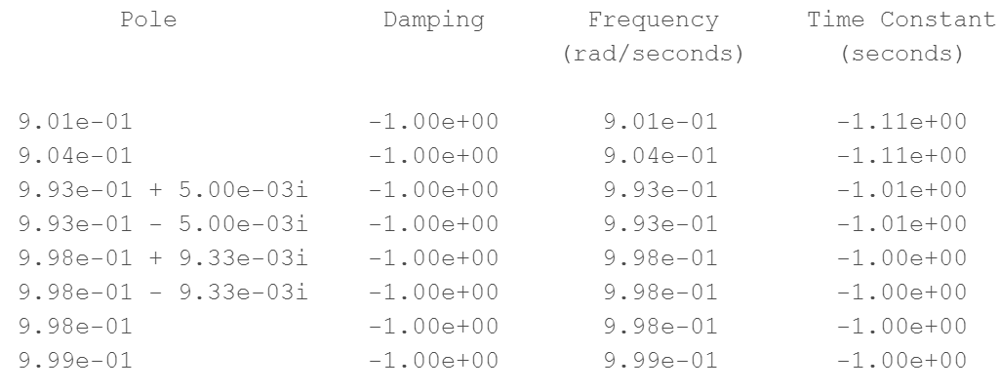 Pole Damping Frequency Time Constant
(rad/seconds) (seconds)
9.01e-01 -1.00e+00 9.01e-01 -1.11e+00
9.04e-01 -1.00e+00 9.04e-01 -1.11e+00
9.93e-01 + 5.00e-03i -1.00e+00 9.93e-01 -1.01e+00
9.93e-01 - 5.00e-03i -1.00e+00 9.93e-01 -1.01e+00
9.98e-01 + 9.33e-03i -1.00e+00 9.98e-01 -1.00e+00
9.98e-01 - 9.33e-03i -1.00e+00 9.98e-01 -1.00e+00
9.98e-01 -1.00e+00 9.98e-01 -1.00e+00
9.99e-01 -1.00e+00 9.99e-01 -1.00e+00